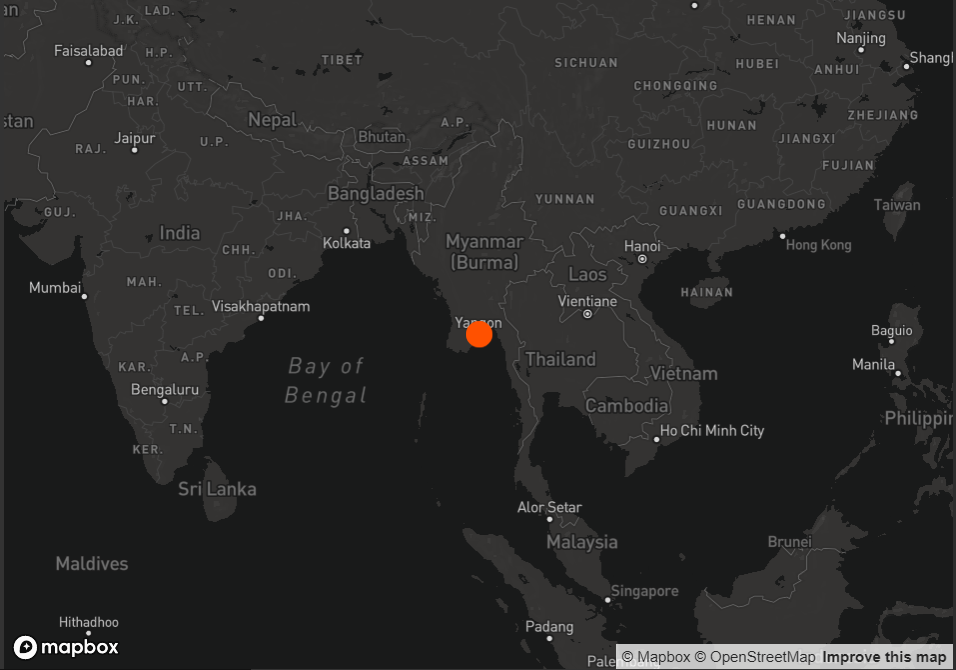 an
LAD.
J.K.
JIANGSU
HENAN
Faisalabad
H.P.
TIBET
SICHUAN
HUBEI
Nanjing
Shangh
ANHUI
PUN.
UTT.
CHONGQING
HAR.
stan
Nepal
A.P.
HUNAN
ZHEJIANG
Jaipur
RAJ.
U.P.
Bhutan
GUIZHOU
JIANGXI
ASSAM
FUJIAN
Bangladesh
YUNNAN
GUANGXI
GUANGDONG
Taiwan
GUJ.
JHA.
MIZ.
India
Kolkata
Myanmar
(Burma)
Hanoi
Hong Kong
CHH.
ODI.
Laos
Mumbai
MAH.
HAINAN
TEL.
Visakhapatnam
Vientiane
Yangon
Baguio
A.P.
KAR.
Bay of
Bengal
Thailand
Vietnam
Manila
Bengaluru
Cambodia
Philippin
T.N.
Ho Chi Minh City
KER.
Sri Lanka
Alor Setar
Malaysia
Brunei
Maldives
Singapore
Hithadhoo
Padang
mapbox
© Mapbox © OpenStreetMap Improve this map